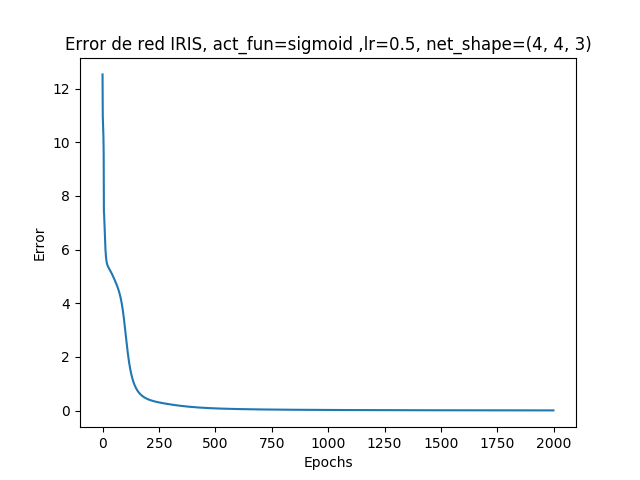 Error de red IRIS, act_fun=sigmoid ,lr=0.5, net_shape=(4, 4, 3)
12
10
8
6
4
2
0
Error
0 250 500 750 1000 1250 1500 1750 2000
Epochs